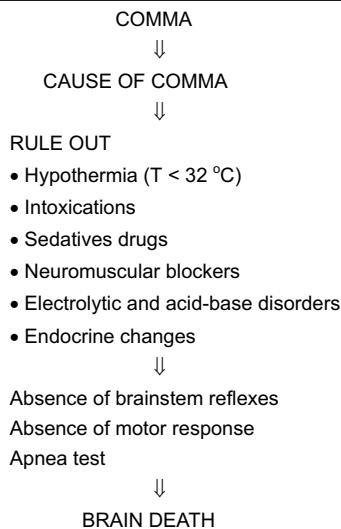 COMMA
⇓
CAUSE OF COMMA
⇓
RULE OUT
• Hypothermia (T < 32 °C)
• Intoxications
• Sedatives drugs
• Neuromuscular blockers
• Electrolytic and acid-base disorders
• Endocrine changes
⇓
Absence of brainstem reflexes
Absence of motor response
Apnea test
⇓
BRAIN DEATH